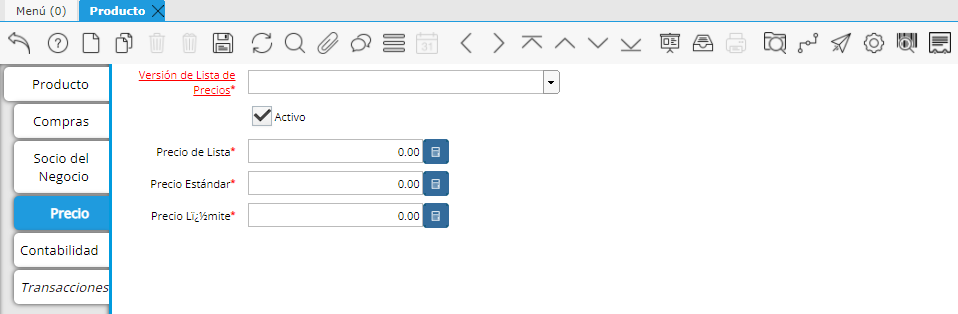 Menú (0)
Producto
31
Producto
Compras
Socio del
Negocio
Precio
Contabilidad
Transacciones
Versión de Lista de
Precios*
Activo
Precio de Lista* 0.00
Precio Estándar* 0.00
Precio Lï¿½mite* 0.00